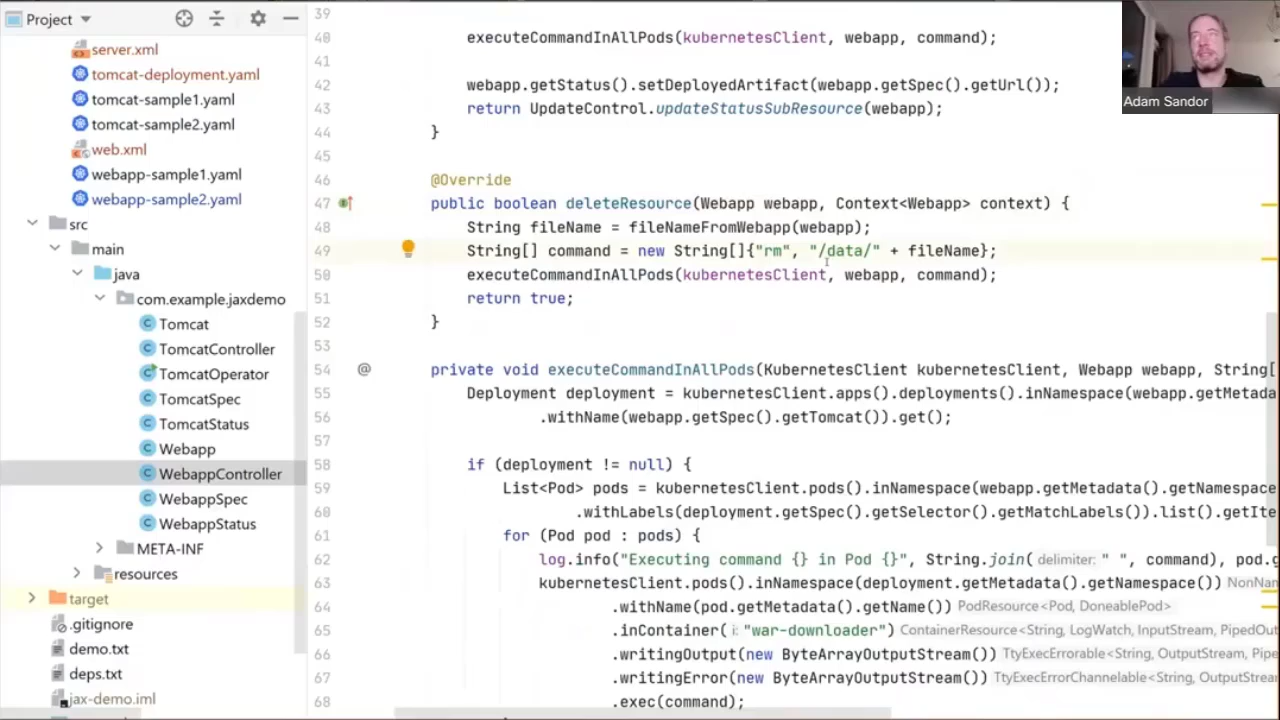 Project
server.xml
tomcat-deployment.yaml
tomcat-sample1.yaml
tomcat-sample2.yaml
web.xml
webapp-sample1.yaml
webapp-sample2.yaml
src
main
java
com.example.jaxdemo
Tomcat
TomcatController
TomcatOperator
TomcatSpec
TomcatStatus
Webapp
WebappController
WebappSpec
WebappStatus
META-INF
resources
target
.gitignore
demo.txt
deps.txt
jax-demo.iml
39
40 executeCommandInAllPods(kubernetesClient, webapp, command);
41
42 webapp.getStatus().setDeployedArtifact(webapp.getSpec().getUrl());
43 return UpdateControl.updateStatusSubResource(webapp);
44 }
45
46 @Override
47 public boolean deleteResource(Webapp webapp, Context<Webapp> context) {
48 String fileName = fileNameFromWebapp(webapp);
49 String[] command = new String[]{"rm", "/data/" + fileName};
50 executeCommandInAllPods(kubernetesClient, webapp, command);
51 return true;
52 }
53
54 @ private void executeCommandInAllPods(KubernetesClient kubernetesClient, Webapp webapp, String[
55 Deployment deployment = kubernetesClient.apps().deployments().inNamespace(webapp.getMetada
56 .withName(webapp.getSpec().getTomcat()).get();
57
58 if (deployment != null) {
59 List<Pod> pods = kubernetesClient.pods().inNamespace(webapp.getMetadata().getNamespace
60 .withLabels(deployment.getSpec().getSelector().getMatchLabels()).list().getIte
61 for (Pod pod : pods) {
62 log.info("Executing command {} in Pod {}", String.join( delimiter: " ", command), pod.g
63 kubernetesClient.pods().inNamespace(deployment.getMetadata().getNamespace()) NonNam
64 .withName(pod.getMetadata().getName()) PodResource<Pod, DoneablePod>
65 .inContainer( i: "war-downloader") ContainerResource<String, LogWatch, InputStream, PipedOut
66 .writingOutput(new ByteArrayOutputStream()) TtyExecErrorable<String, OutputStream, Pipe
67 .writingError(new ByteArrayOutputStream()) TtyExecErrorChannelable<String, OutputStream
68 .exec(command);
Adam Sandor